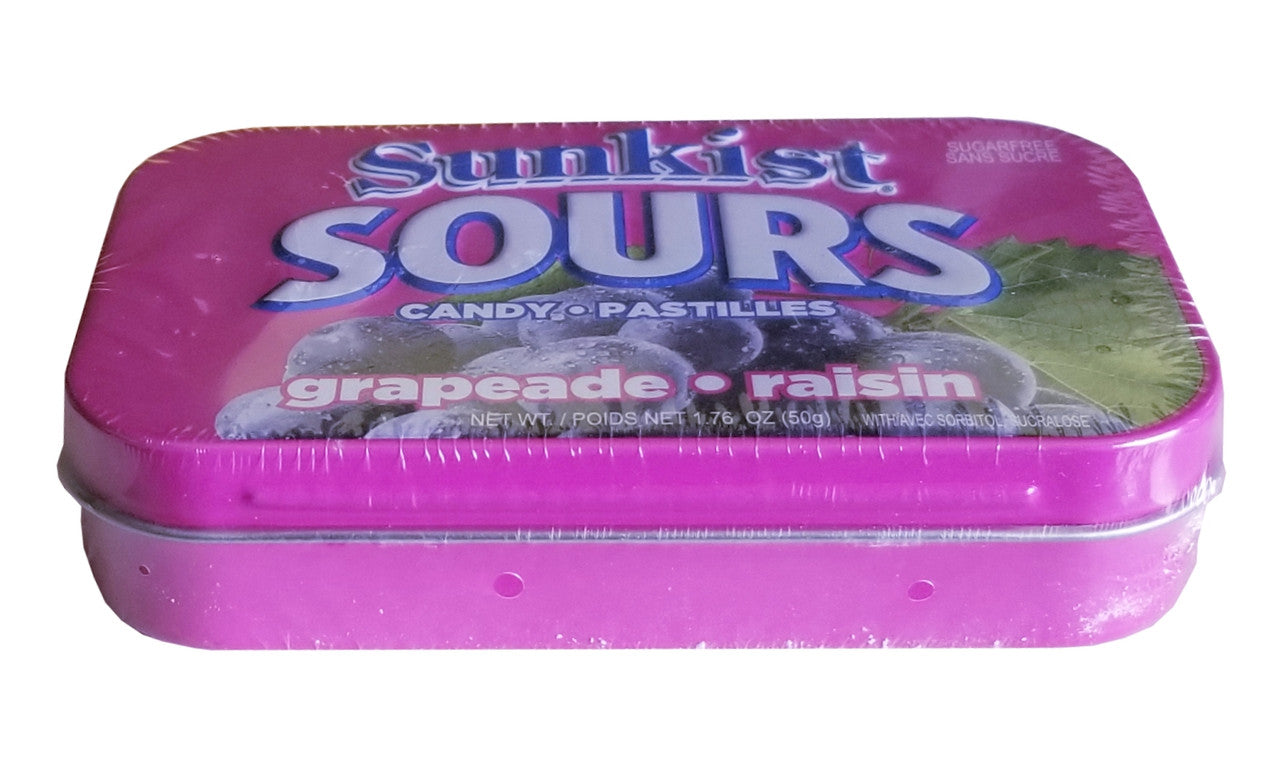 Sunkist®
SUGARFREE
SANS SUCRE
SOURS
CANDY • PASTILLES
grapeade • raisin
NET WT. / POIDS NET 1.76 OZ (50g)
WITH/AVEC SORBITOL, SUCRALOSE